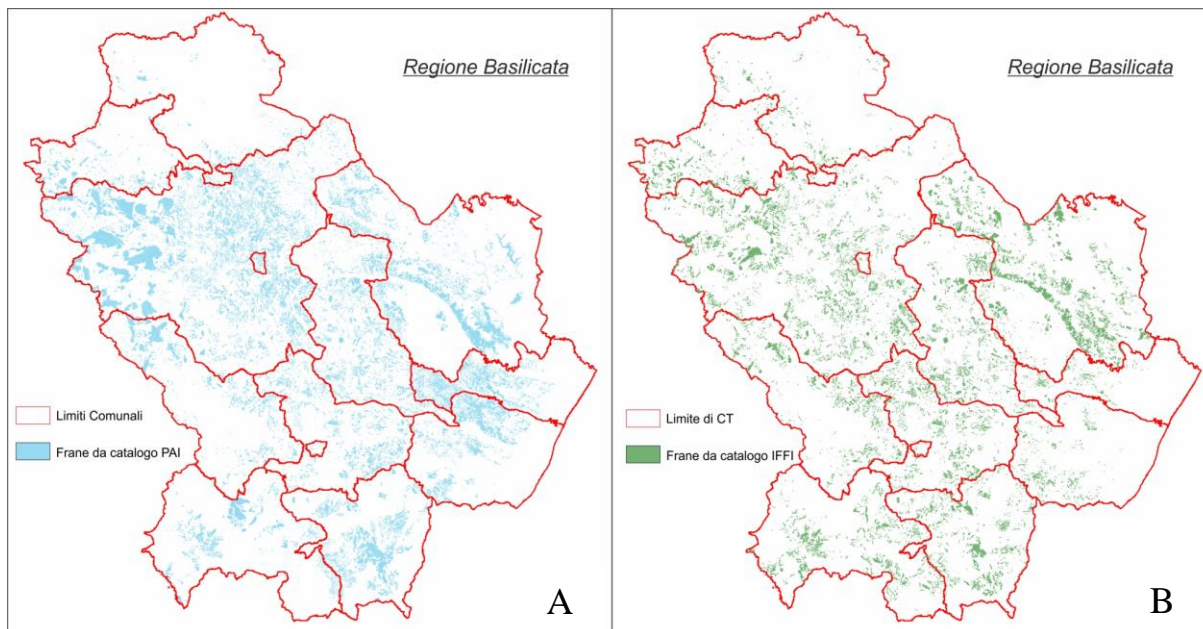 Regione Basilicata
Limiti Comunali
Frane da catalogo PAI
A
Regione Basilicata
Limite di CT
Frane da catalogo IFFI
B